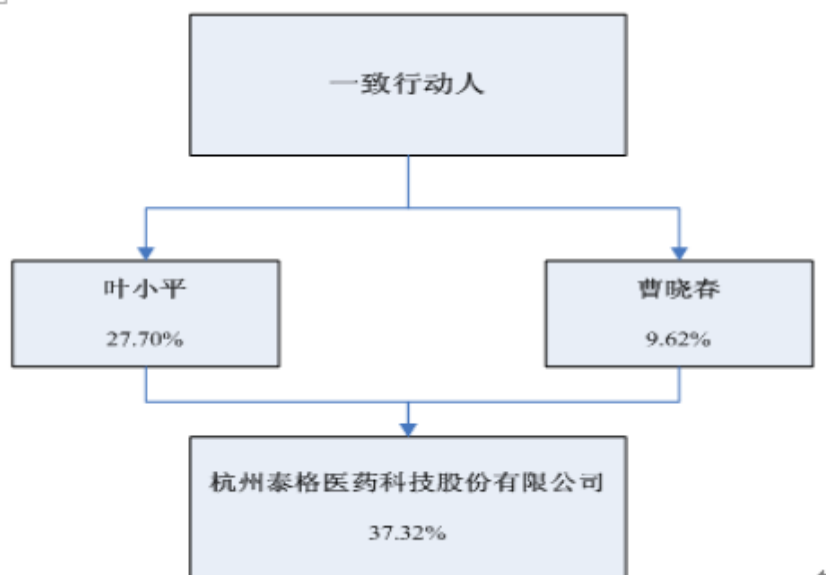 一致行动人
叶小平
27.70%
曹晓春
9.62%
杭州泰格医药科技股份有限公司
37.32%